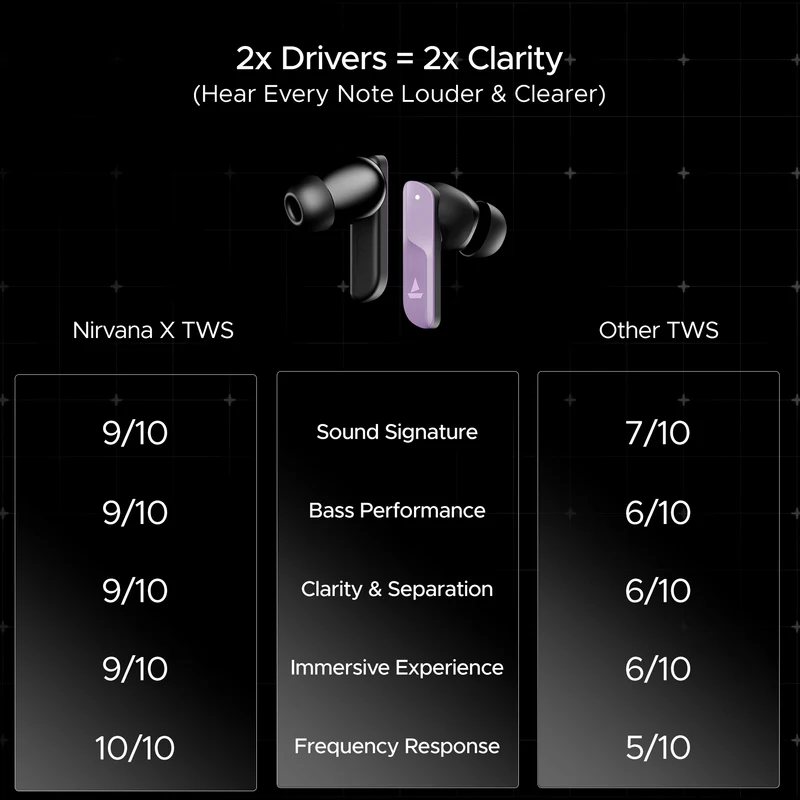 2x Drivers = 2x Clarity
(Hear Every Note Louder & Clearer)
Nirvana X TWS
Other TWS
9/10 Sound Signature 7/10
9/10 Bass Performance 6/10
9/10 Clarity & Separation 6/10
9/10 Immersive Experience 6/10
10/10 Frequency Response 5/10